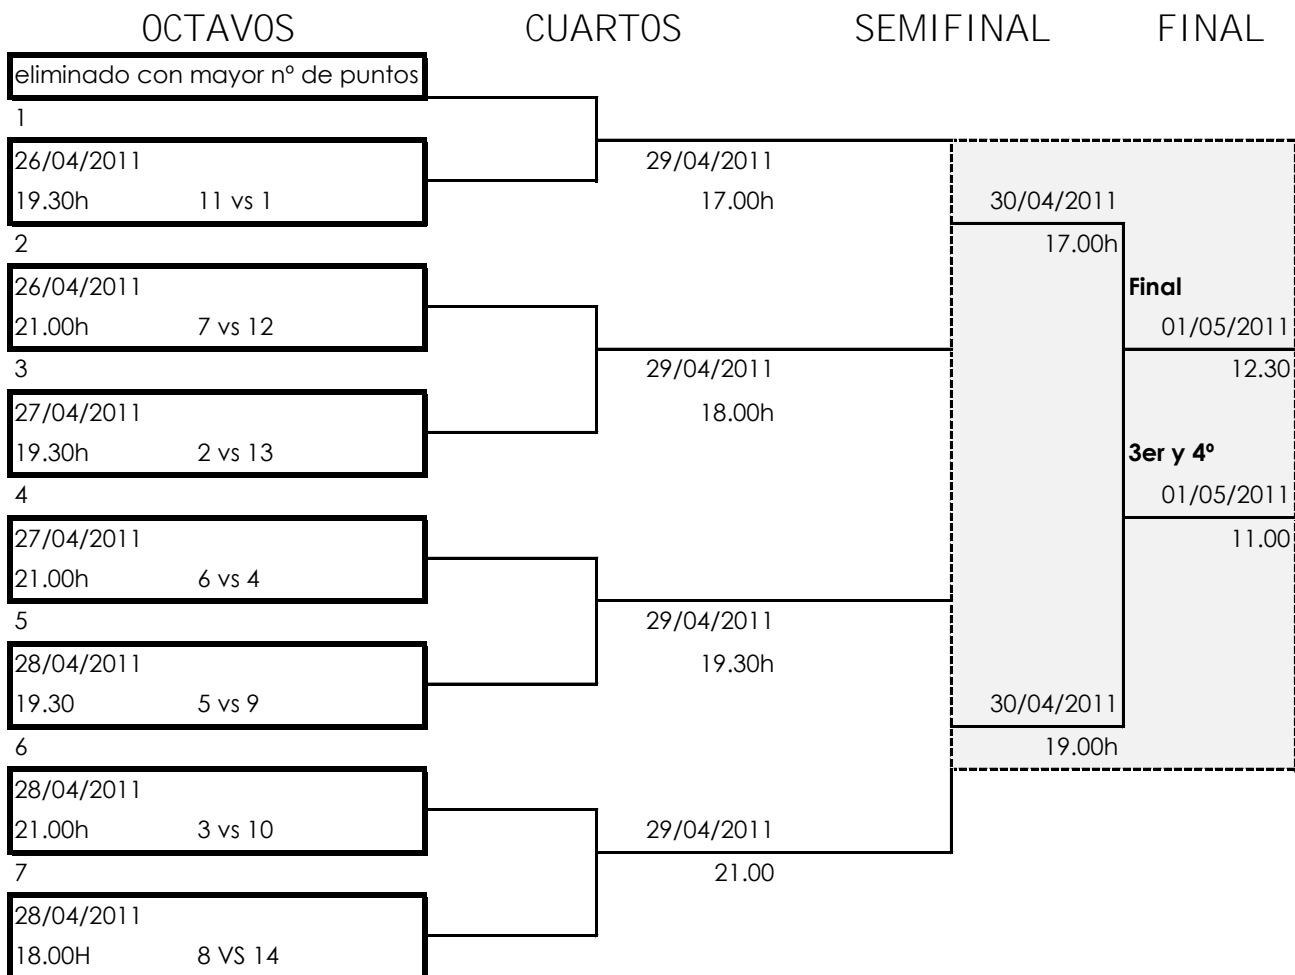 OCTAVOS CUARTOS SEMIFINAL FINAL
eliminado con mayor nº de puntos
1
26/04/2011
19.30h 11 vs 1
2
26/04/2011
21.00h 7 vs 12
3
27/04/2011
19.30h 2 vs 13
4
27/04/2011
21.00h 6 vs 4
5
28/04/2011
19.30 5 vs 9
6
28/04/2011
21.00h 3 vs 10
7
28/04/2011
18.00H 8 VS 14
29/04/2011
17.00h
29/04/2011
18.00h
29/04/2011
19.30h
29/04/2011
21.00
30/04/2011
17.00h
30/04/2011
19.00h
Final
01/05/2011
12.30
3er y 4º
01/05/2011
11.00